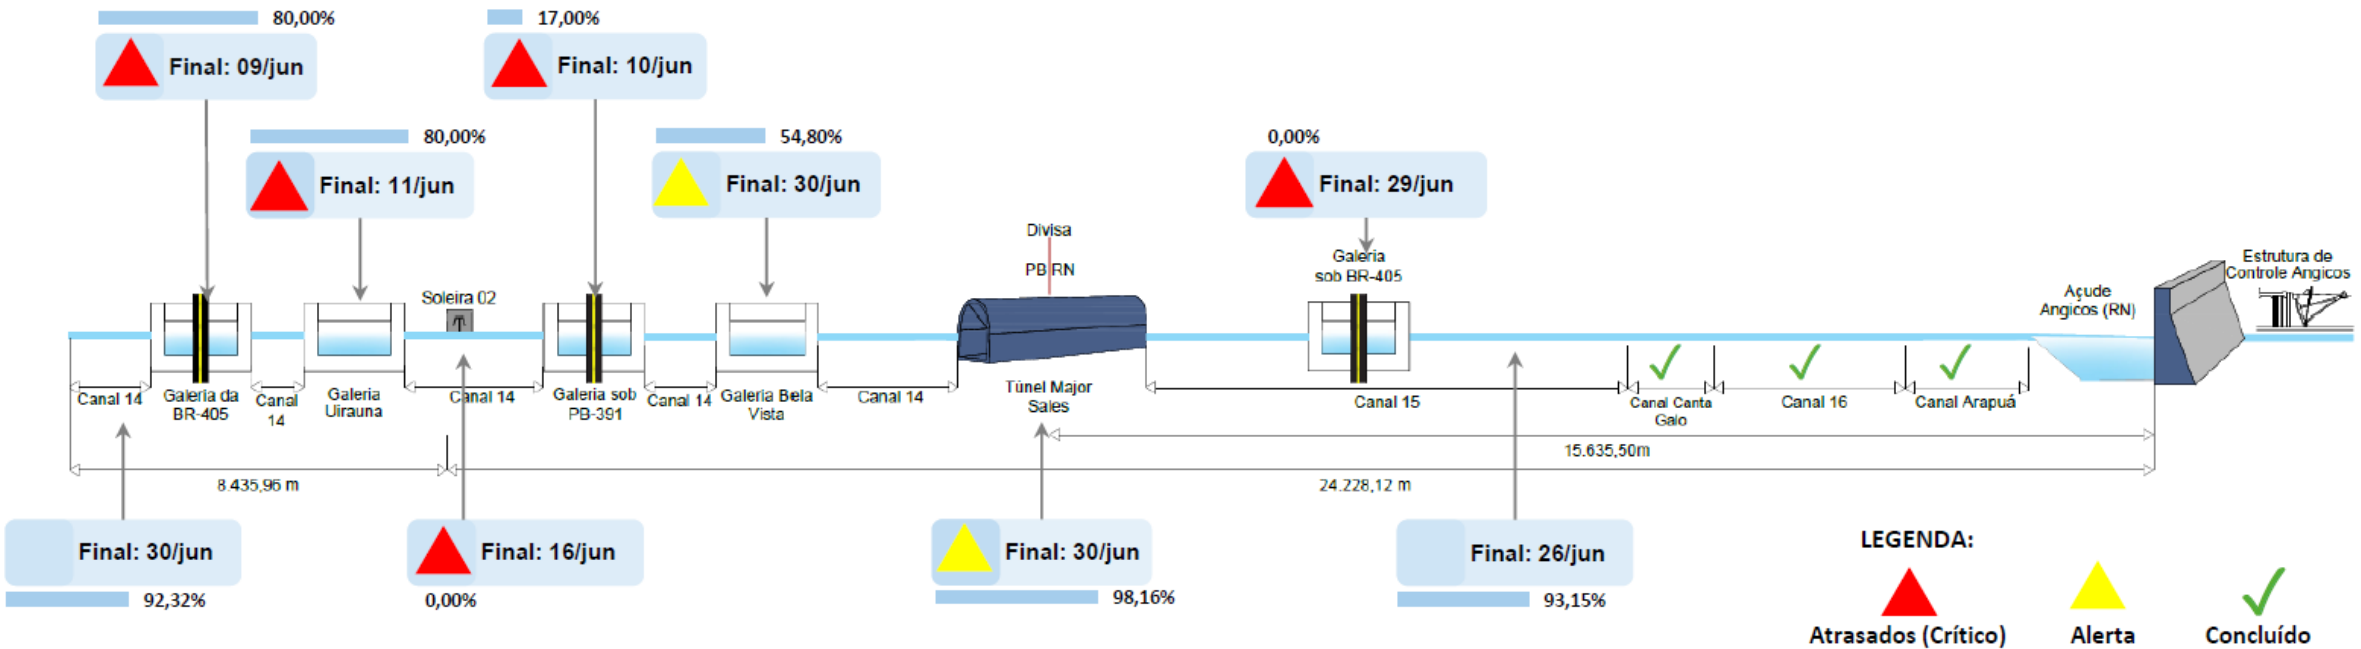 80,00%
Final: 09/jun
17,00%
Final: 10/jun
80,00%
Final: 11/jun
54,80%
Final: 30/jun
0,00%
Final: 29/jun
Divisa
PB RN
Galeria
sob BR-405
Estrutura de
Controle Angicos
Açude
Angicos (RN)
Soleira 02
Canal 14
Galeria da
BR-405
Canal
14
Galeria
Uirauna
Canal 14
Galeria sob
PB-391
Canal 14
Galeria Bela
Vista
Canal 14
Túnel Major
Sales
Canal 15
Canal Canta
Galo
Canal 16
Canal Arapuá
15.635,50m
8.435,96 m
24.228,12 m
Final: 30/jun
92,32%
Final: 16/jun
0,00%
Final: 30/jun
98,16%
Final: 26/jun
93,15%
LEGENDA:
Atrasados (Crítico)
Alerta
Concluído